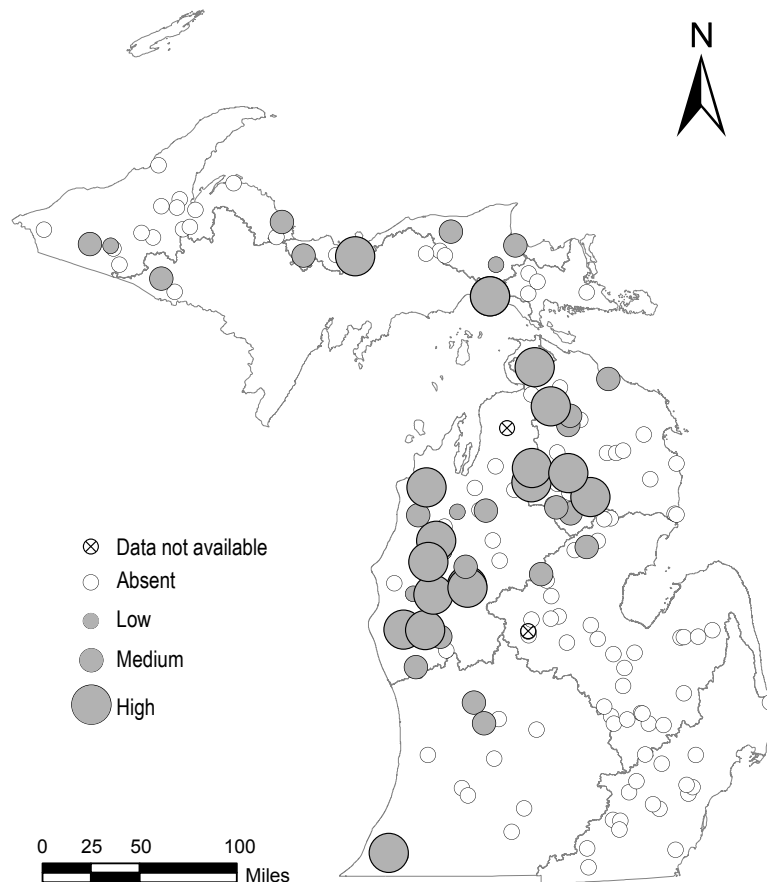 N
Data not available
Absent
Low
Medium
High
0 25 50 100
Miles